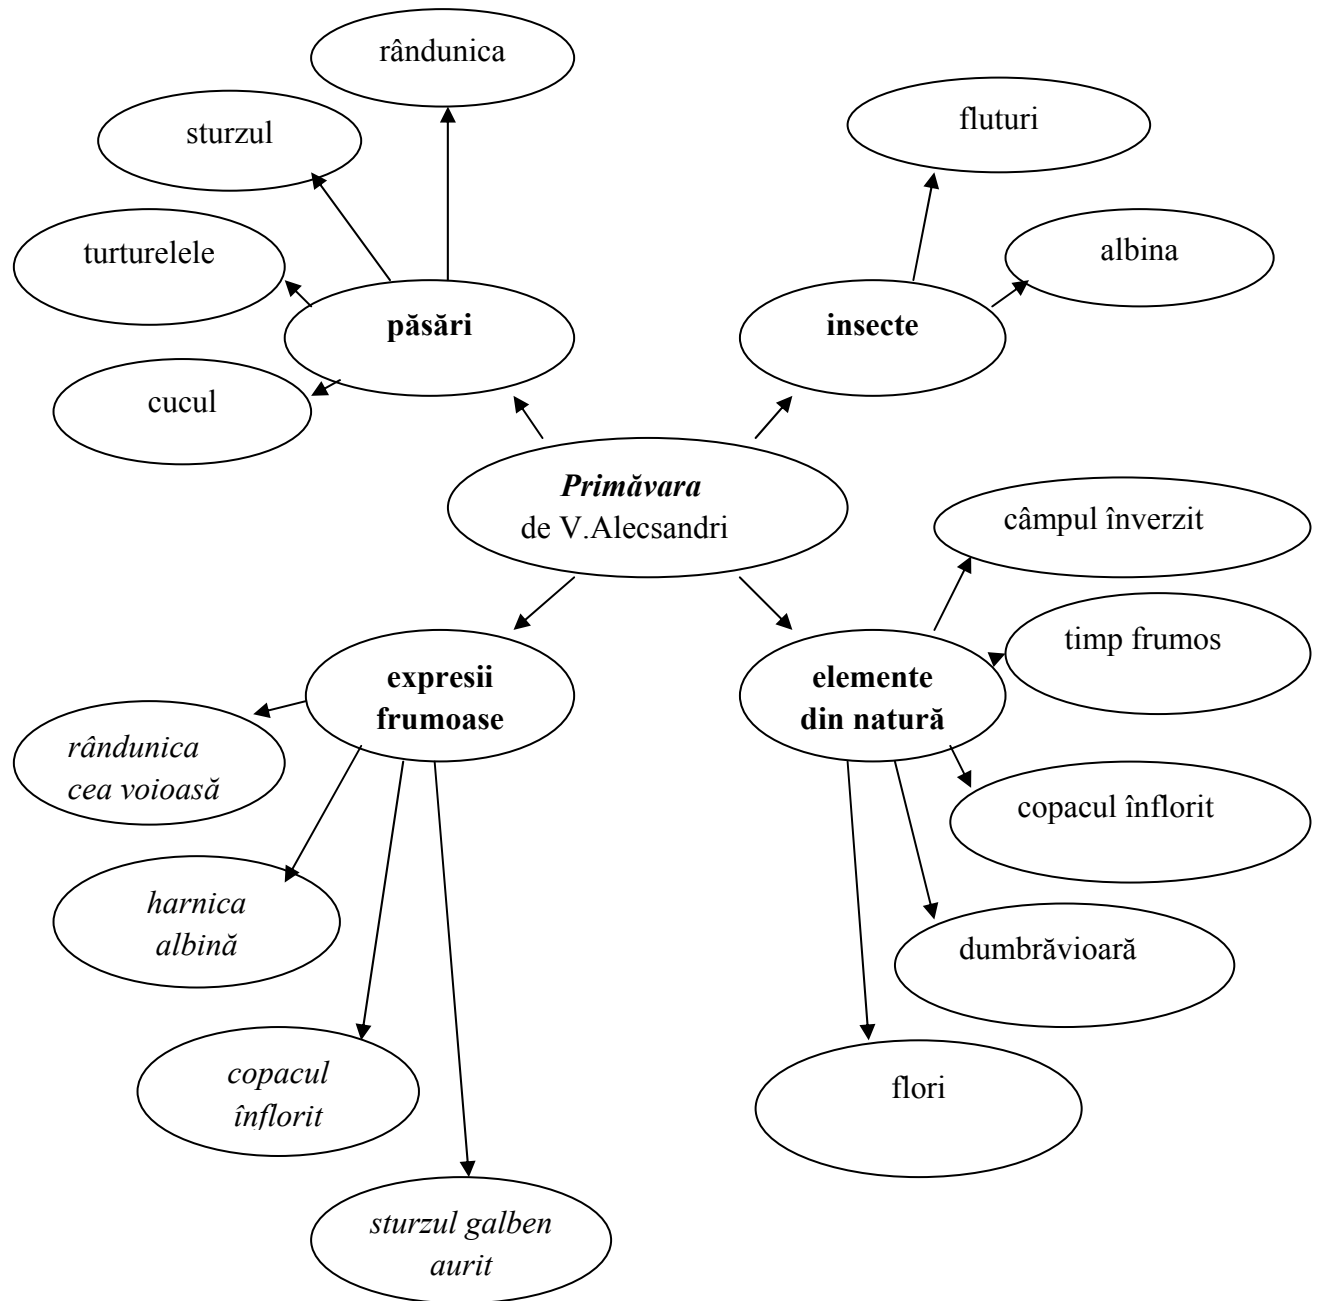 rândunica
fluturi
sturzul
turturelele
albina
păsări
insecte
cucul
Primăvara
de V.Alecsandri
câmpul înverzit
timp frumos
expresii
frumoase
elemente
din natură
rândunica
cea voioasă
copacul înflorit
harnica
albină
dumbrăvioară
copacul
înflorit
flori
sturzul galben
aurit